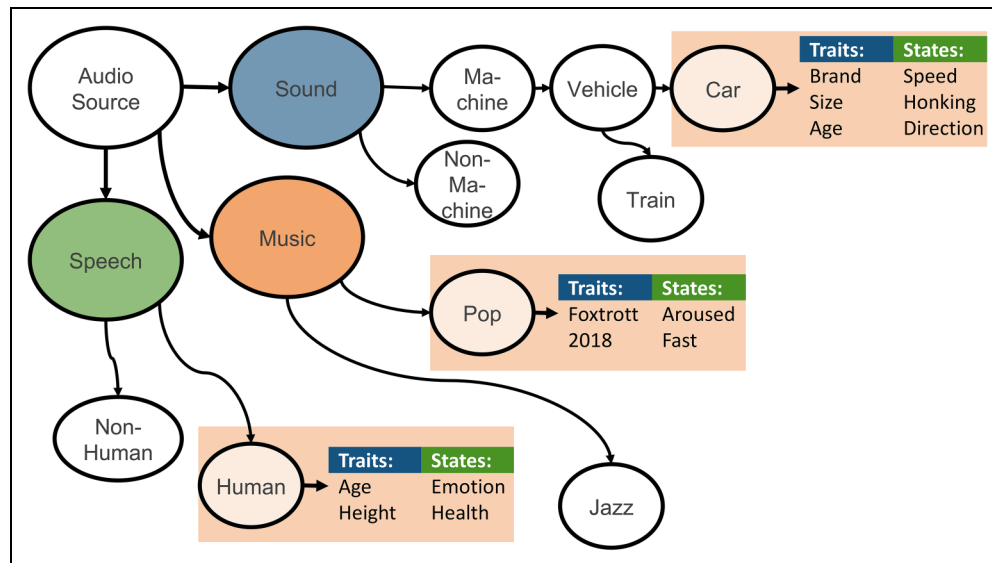 Audio
Source
Sound
Ma-
chine
Vehicle
Car
Traits: States:
Brand Speed
Size Honking
Age Direction
Non-
Ma-
chine
Train
Speech
Music
Pop
Traits: States:
Foxtrott Aroused
2018 Fast
Non-
Human
Human
Traits: States:
Age Emotion
Height Health
Jazz